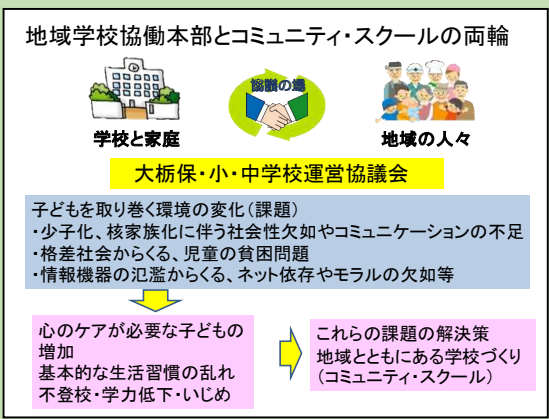 地域学校協働本部とコミュニティ・スクールの両輪
協議の場
学校と家庭
地域の人々
大栃保・小・中学校運営協議会
子どもを取り巻く環境の変化（課題）
・少子化、核家族化に伴う社会性欠如やコミュニケーションの不足
・格差社会からくる、児童の貧困問題
・情報機器の氾濫からくる、ネット依存やモラルの欠如等
心のケアが必要な子どもの
増加
基本的な生活習慣の乱れ
不登校・学力低下・いじめ
これらの課題の解決策
地域とともにある学校づくり
（コミュニティ・スクール）